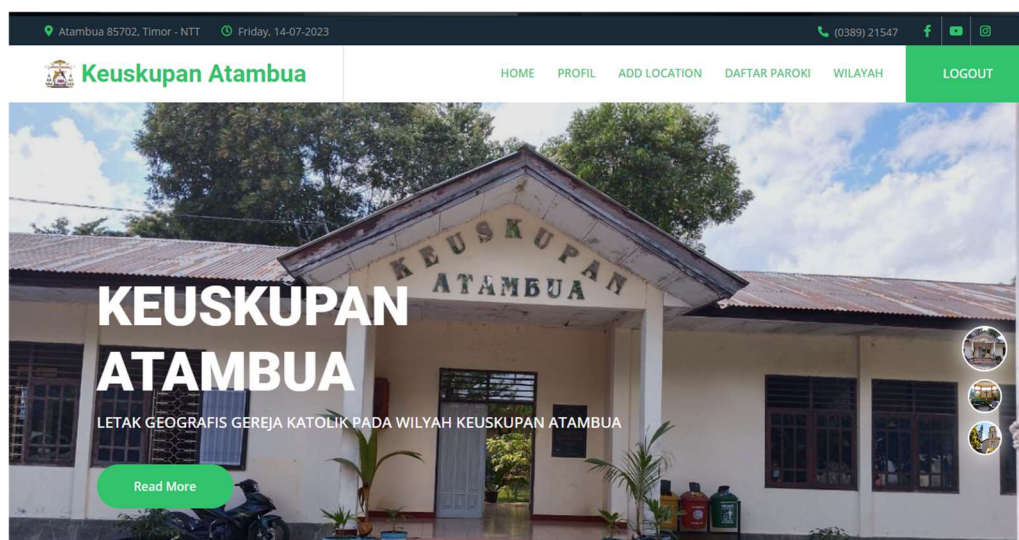 Atambua 85702, Timor - NTT Friday, 14-07-2023 (0389) 21547
Keuskupan Atambua HOME PROFIL ADD LOCATION DAFTAR PAROKI WILAYAH LOGOUT
KEUSKUPAN
ATAMBUA
KEUSKUPAN
ATAMBUA
LETAK GEOGRAFIS GEREJA KATOLIK PADA WILYAH KEUSKUPAN ATAMBUA
Read More